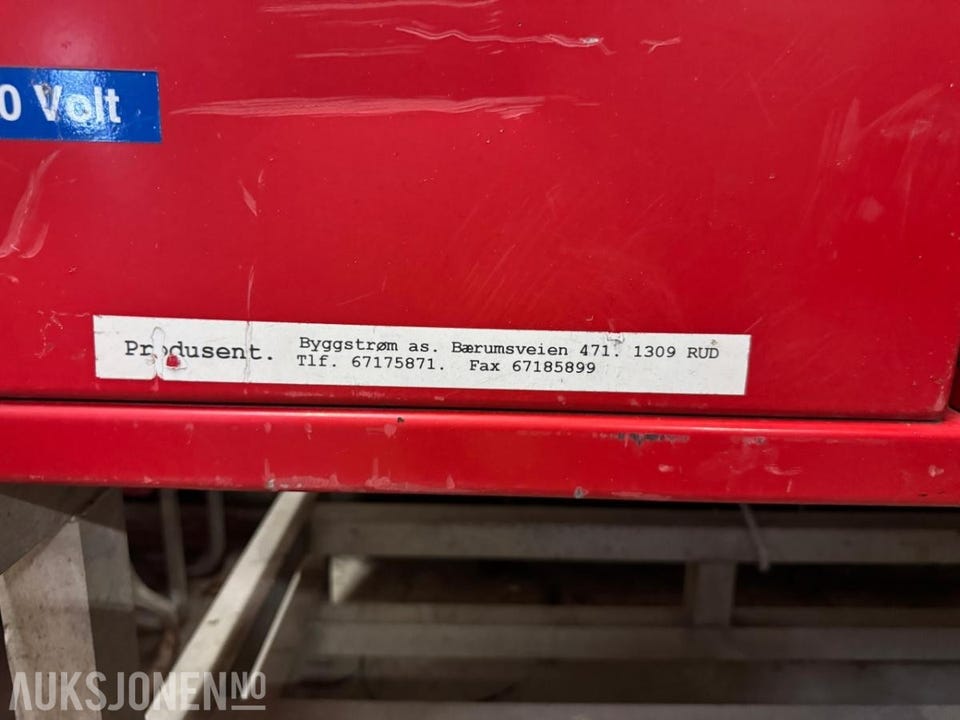 0 Volt
Produsent. Byggstrøm as. Bærumsveien 471. 1309 RUD
Tlf. 67175871. Fax 67185899
AUKSJONEN NO